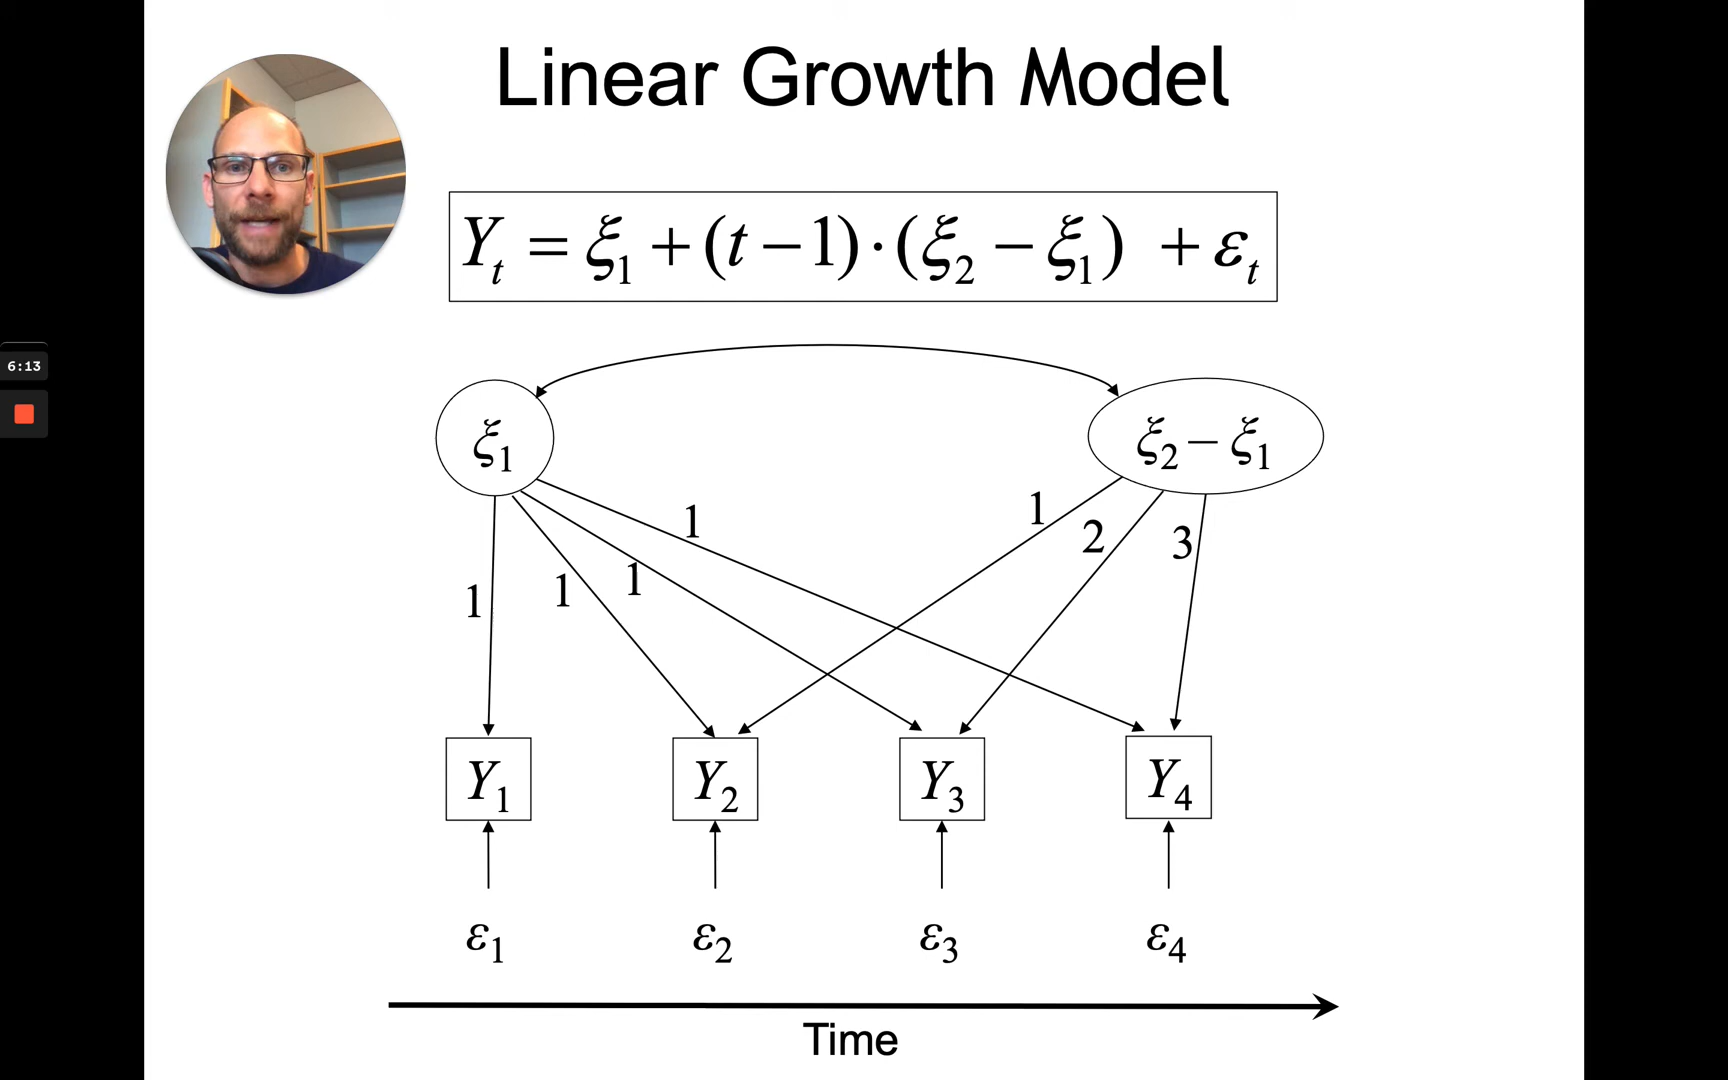 Linear Growth Model
Y_t = ξ_1 + (t − 1) · (ξ_2 − ξ_1) + ε_t
6:13
ξ_1
ξ_2 − ξ_1
1 1 2 3
1 1 1
Y_1 Y_2 Y_3 Y_4
ε_1 ε_2 ε_3 ε_4
Time